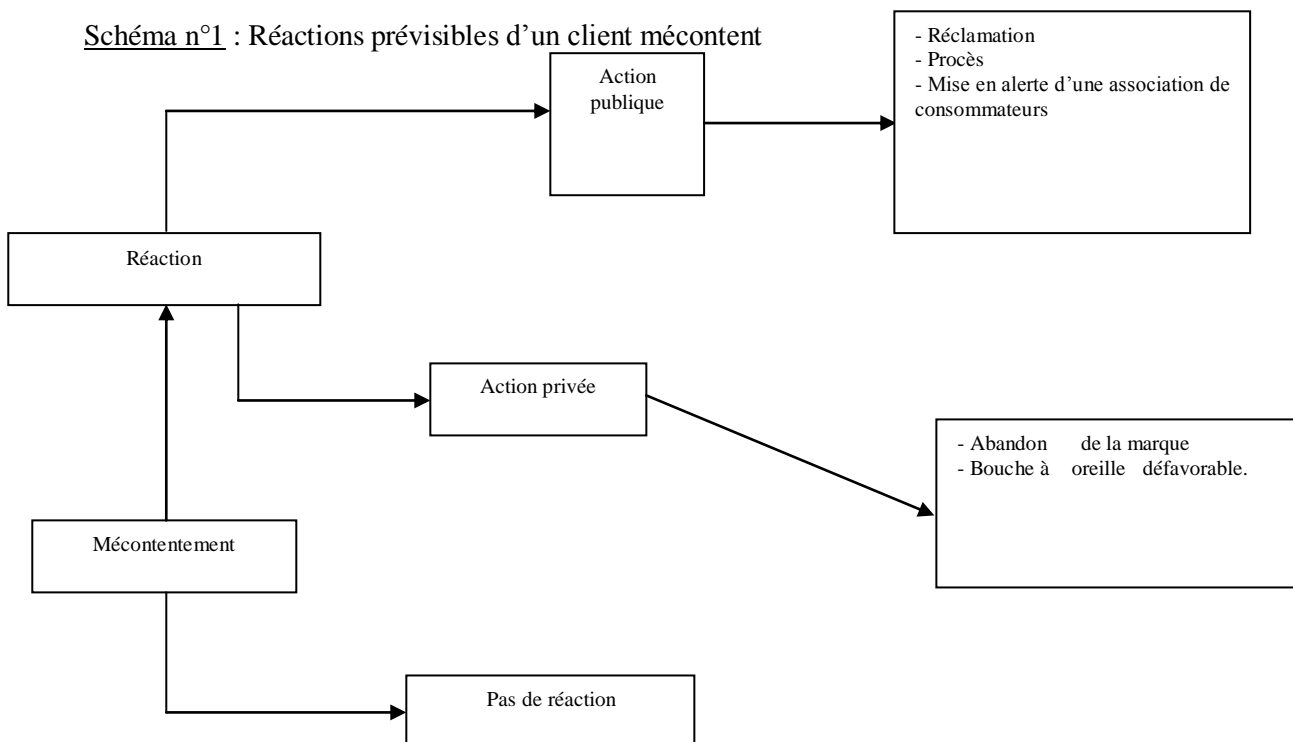 Schéma n°1 : Réactions prévisibles d’un client mécontent
Action
publique
- Réclamation
- Procès
- Mise en alerte d’une association de
consommateurs
Réaction
Action privée
- Abandon de la marque
- Bouche à oreille défavorable.
Mécontentement
Pas de réaction